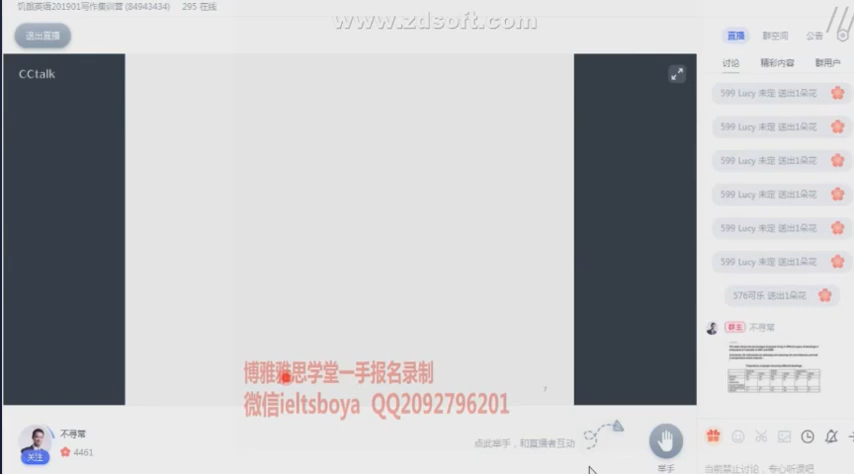 饥饿英语201901写作集训营 (84943434) 295 在线
www.zdsoft.com
送出直播
直播 群空间 公告
讨论 精彩内容 群用户
CCtalk
599 Lucy 未定 送出1朵花
599 Lucy 未定 送出1朵花
599 Lucy 未定 送出1朵花
599 Lucy 未定 送出1朵花
599 Lucy 未定 送出1朵花
599 Lucy 未定 送出1朵花
576可乐 送出1朵花
群主 不寻常
博雅雅思学堂一手报名录制
微信ieltsboya QQ2092796201
7
不寻常
关注 4461
点此举手，和直播者互动
举手
当前禁止讨论，专心听课吧